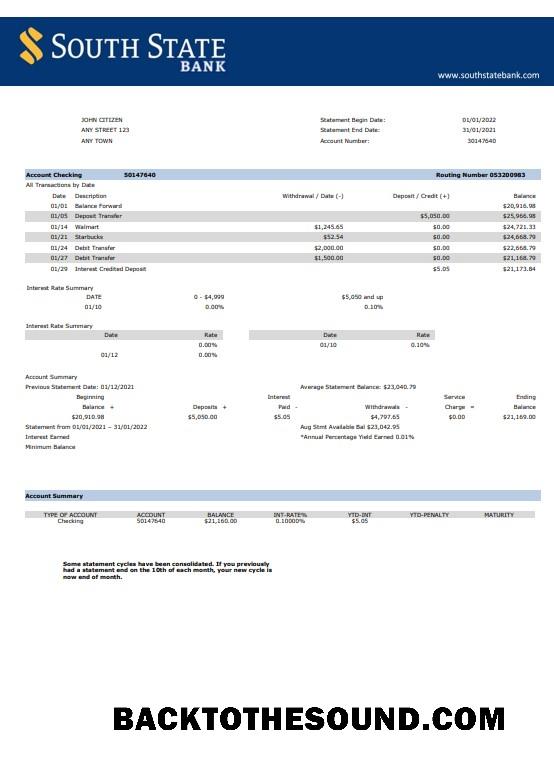 SOUTH STATE
BANK
www.southstatebank.com
JOHN CITIZEN Statement Begin Date: 01/01/2022
ANY STREET 123 Statement End Date: 31/01/2021
ANY TOWN Account Number: 30147640
Account Checking 50147640 Routing Number 053200983
All Transactions by Date
Date Description Withdrawal / Date (-) Deposit / Credit (+) Balance
01/01 Balance Forward $20,916.98
01/05 Deposit Transfer $5,050.00 $25,966.98
01/14 Walmart $1,245.65 $0.00 $24,721.33
01/21 Starbucks $52.54 $0.00 $24,668.79
01/24 Debit Transfer $2,000.00 $0.00 $22,668.79
01/27 Debit Transfer $1,500.00 $0.00 $21,168.79
01/29 Interest Credited Deposit $5.05 $21,173.84
Interest Rate Summary
DATE 0 - $4,999 $5,050 and up
01/10 0.00% 0.10%
Interest Rate Summary
Date Rate Date Rate
0.00% 01/10 0.10%
01/12 0.00%
Account Summary
Previous Statement Date: 01/12/2021 Average Statement Balance: $23,040.79
Beginning Interest Service Ending
Balance + Deposits + Paid - Withdrawals - Charge = Balance
$20,910.98 $5,050.00 $5.05 $4,797.65 $0.00 $21,169.00
Statement from 01/01/2021 – 31/01/2022 Aug Stmt Available Bal $23,042.95
Interest Earned *Annual Percentage Yield Earned 0.01%
Minimum Balance
Account Summary
TYPE OF ACCOUNT ACCOUNT BALANCE INT-RATE% YTD-INT YTD-PENALTY MATURITY
Checking 50147640 $21,160.00 0.10000% $5.05
Some statement cycles have been consolidated. If you previously
had a statement end on the 10th of each month, your new cycle is
now end of month.
BACKTOTHESOUND.COM